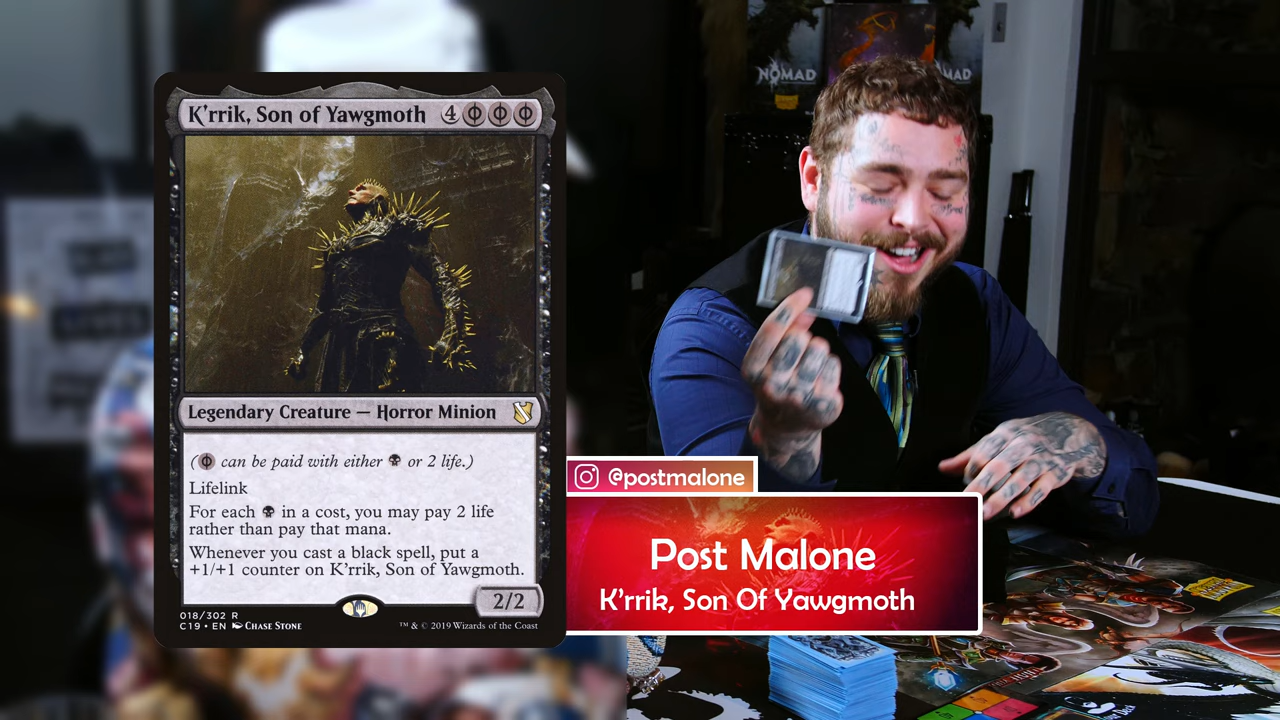 K'rrik, Son of Yawgmoth 4
Legendary Creature — Horror Minion
( can be paid with either or 2 life.)
Lifelink
For each in a cost, you may pay 2 life
rather than pay that mana.
Whenever you cast a black spell, put a
+1/+1 counter on K'rrik, Son of Yawgmoth.
2/2
018/302 R
C19 • EN Chase Stone
™ & © 2019 Wizards of the Coast
NOMAD
@postmalone
Post Malone
K'rrik, Son Of Yawgmoth